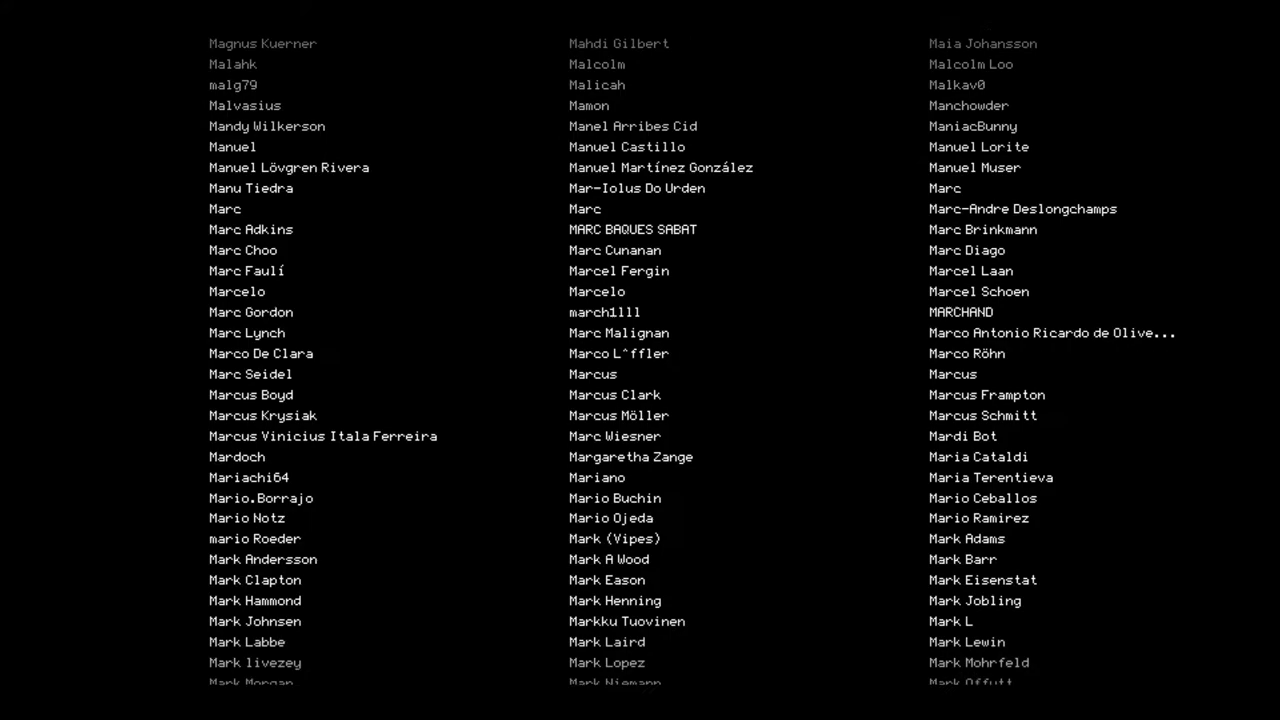 Magnus Kuerner Mahdi Gilbert Maia Johansson
Malahk Malcolm Malcolm Loo
malg79 Malicah Malkav0
Malvasius Mamon Manchowder
Mandy Wilkerson Manel Arribes Cid ManiacBunny
Manuel Manuel Castillo Manuel Lorite
Manuel Lövgren Rivera Manuel Martínez González Manuel Muser
Manu Tiedra Mar-Iolus Do Urden Marc
Marc Marc Marc-Andre Deslongchamps
Marc Adkins MARC BAQUES SABAT Marc Brinkmann
Marc Choo Marc Cunanan Marc Diago
Marc Faulí Marcel Fergin Marcel Laan
Marcelo Marcelo Marcel Schoen
Marc Gordon march1lll MARCHAND
Marc Lynch Marc Malignan Marco Antonio Ricardo de Olive...
Marco De Clara Marco L^ffler Marco Röhn
Marc Seidel Marcus Marcus
Marcus Boyd Marcus Clark Marcus Frampton
Marcus Krysiak Marcus Möller Marcus Schmitt
Marcus Vinicius Itala Ferreira Marc Wiesner Mardi Bot
Mardoch Margaretha Zange Maria Cataldi
Mariachi64 Mariano Maria Terentieva
Mario.Borrajo Mario Buchin Mario Ceballos
Mario Notz Mario Ojeda Mario Ramirez
mario Roeder Mark (Vipes) Mark Adams
Mark Andersson Mark A Wood Mark Barr
Mark Clapton Mark Eason Mark Eisenstat
Mark Hammond Mark Henning Mark Jobling
Mark Johnsen Markku Tuovinen Mark L
Mark Labbe Mark Laird Mark Lewin
Mark livezey Mark Lopez Mark Mohrfeld
Mark Morgan Mark Niemann Mark Offutt